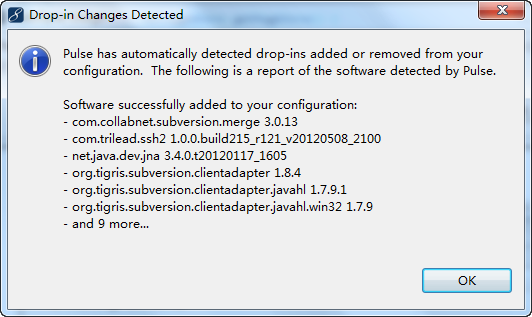 Drop-in Changes Detected
Pulse has automatically detected drop-ins added or removed from your
configuration.  The following is a report of the software detected by Pulse.
Software successfully added to your configuration:
- com.collabnet.subversion.merge 3.0.13
- com.trilead.ssh2 1.0.0.build215_r121_v20120508_2100
- net.java.dev.jna 3.4.0.t20120117_1605
- org.tigris.subversion.clientadapter 1.8.4
- org.tigris.subversion.clientadapter.javahl 1.7.9.1
- org.tigris.subversion.clientadapter.javahl.win32 1.7.9
- and 9 more...
OK